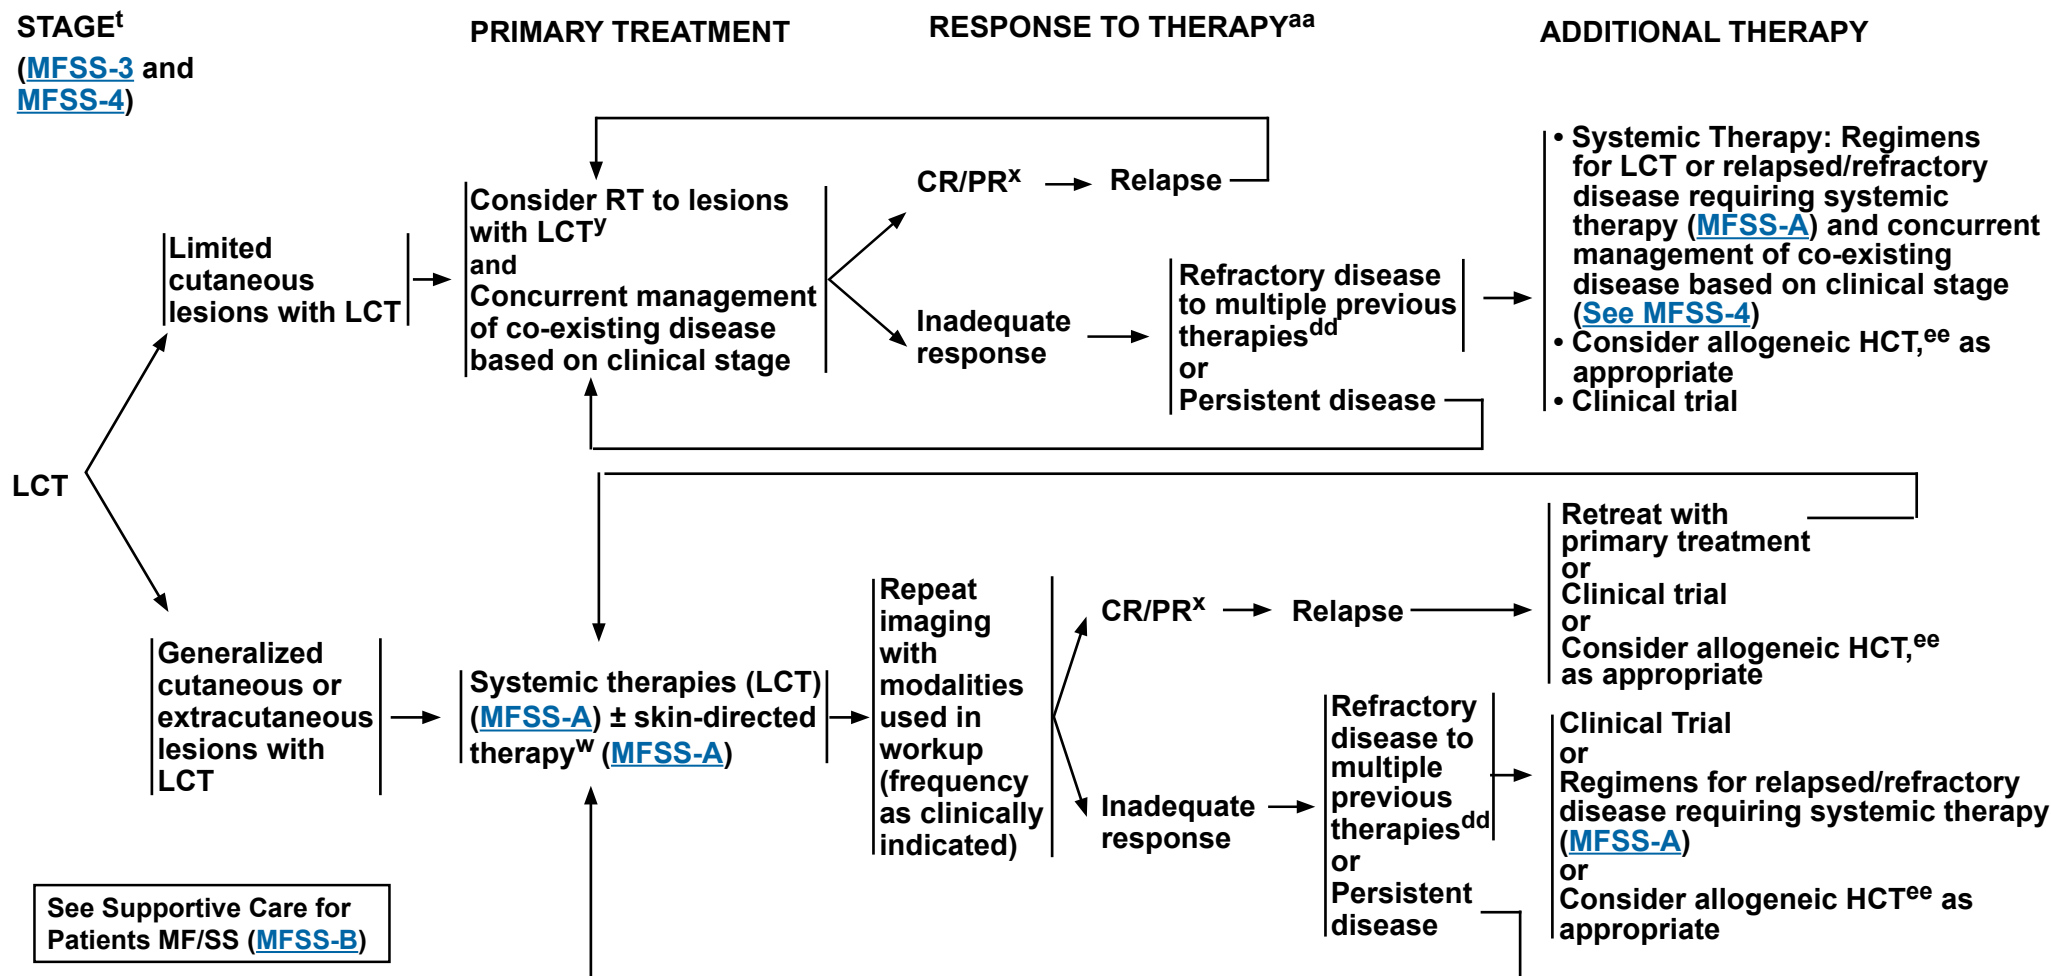 STAGEᵗ
(MFSS-3 and
MFSS-4)
PRIMARY TREATMENT
RESPONSE TO THERAPYᵃᵃ
ADDITIONAL THERAPY
LCT
Limited
cutaneous
lesions with LCT
Consider RT to lesions
with LCTʸ
and
Concurrent management
of co-existing disease
based on clinical stage
CR/PRˣ
Relapse
Inadequate
response
Refractory disease
to multiple previous
therapiesᵈᵈ
or
Persistent disease
• Systemic Therapy: Regimens
for LCT or relapsed/refractory
disease requiring systemic
therapy (MFSS-A) and concurrent
management of co-existing
disease based on clinical stage
(See MFSS-4)
• Consider allogeneic HCT,ᵉᵉ as
appropriate
• Clinical trial
Generalized
cutaneous or
extracutaneous
lesions with
LCT
Systemic therapies (LCT)
(MFSS-A) ± skin-directed
therapyʷ (MFSS-A)
Repeat
imaging
with
modalities
used in
workup
(frequency
as clinically
indicated)
CR/PRˣ
Relapse
Retreat with
primary treatment
or
Clinical trial
or
Consider allogeneic HCT,ᵉᵉ
as appropriate
Inadequate
response
Refractory
disease to
multiple
previous
therapiesᵈᵈ
or
Persistent
disease
Clinical Trial
or
Regimens for relapsed/refractory
disease requiring systemic therapy
(MFSS-A)
or
Consider allogeneic HCTᵉᵉ as
appropriate
See Supportive Care for
Patients MF/SS (MFSS-B)